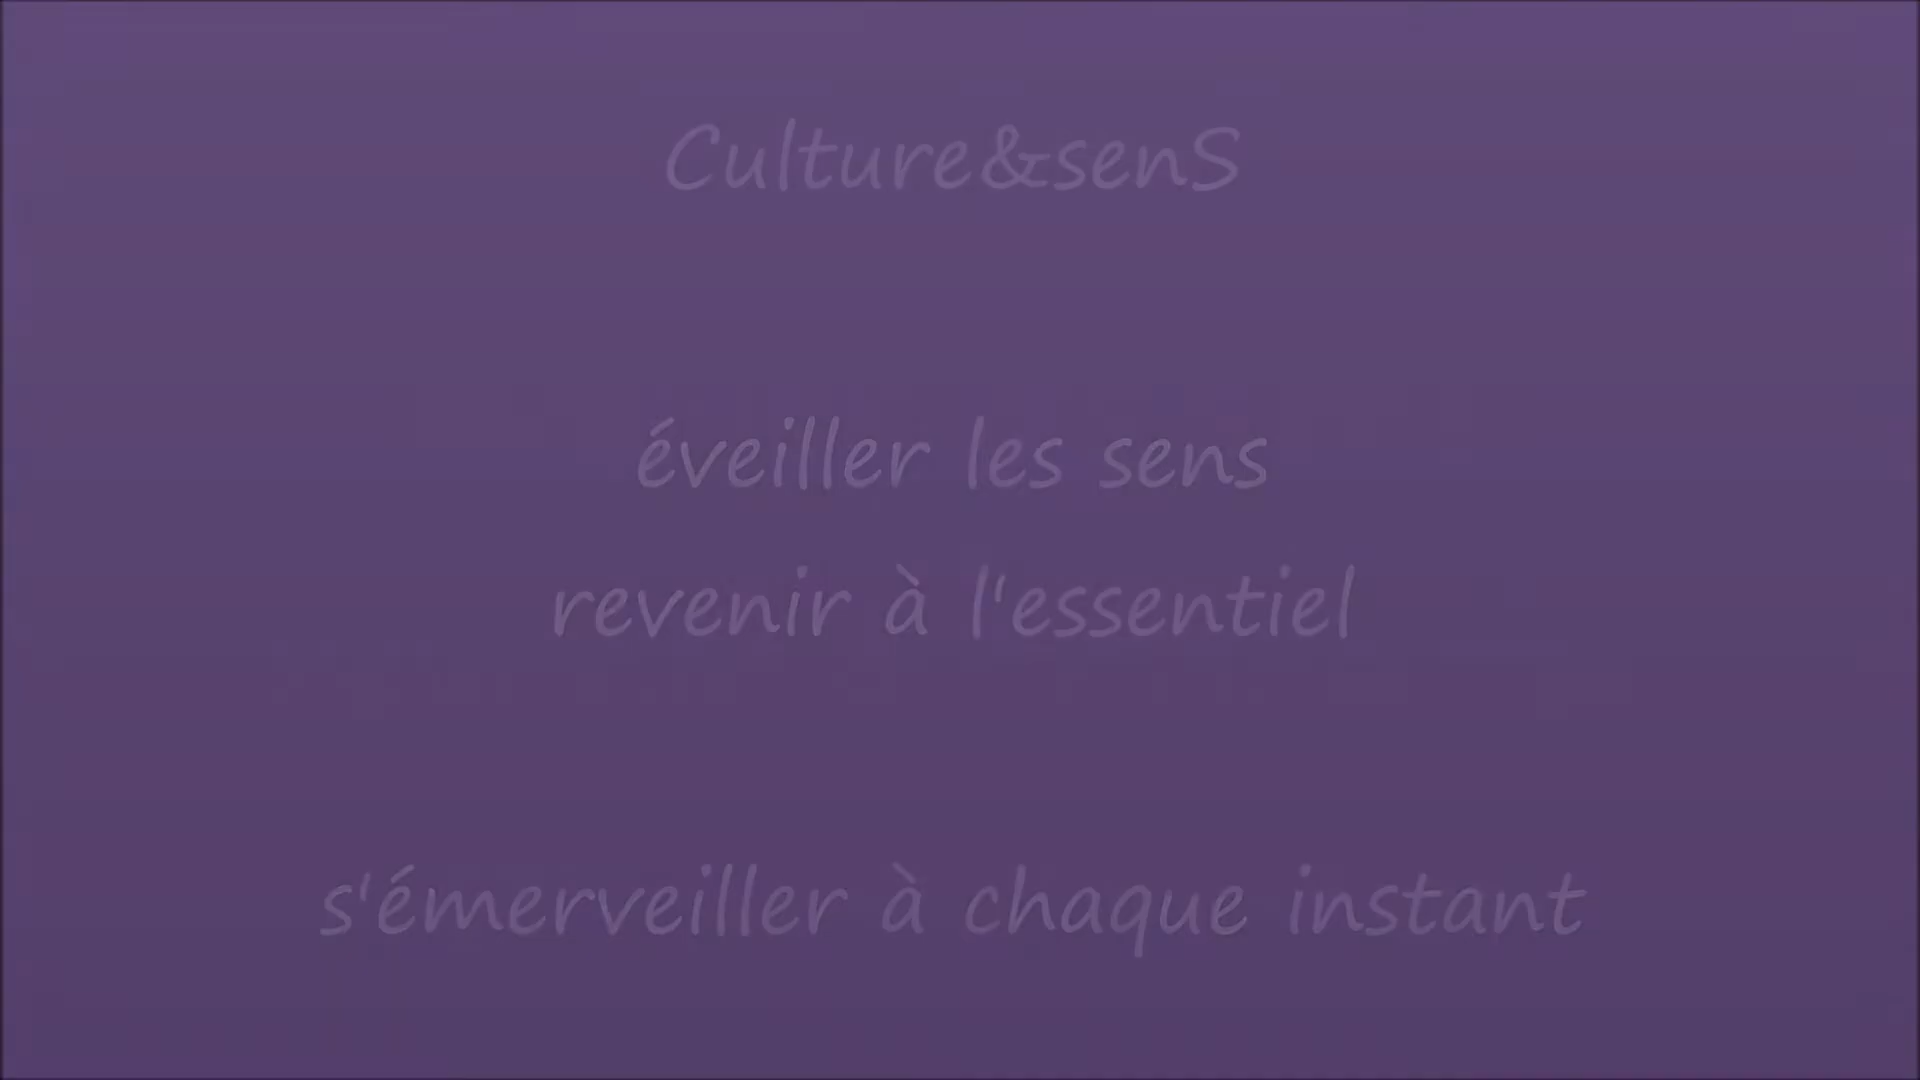 Culture&senS
éveiller les sens
revenir à l'essentiel
s'émerveiller à chaque instant